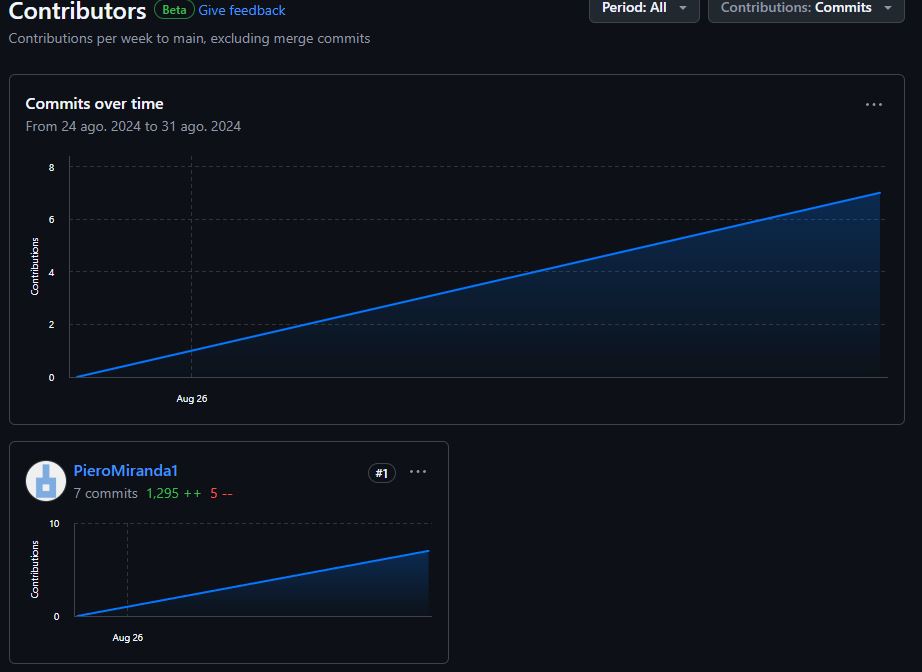 Contributors Beta Give feedback
Period: All Contributions: Commits
Contributions per week to main, excluding merge commits
Commits over time
From 24 ago. 2024 to 31 ago. 2024
8
6
4
2
0
Contributions
Aug 26
PieroMiranda1 #1
7 commits 1,295 ++ 5 --
10
0
Contributions
Aug 26